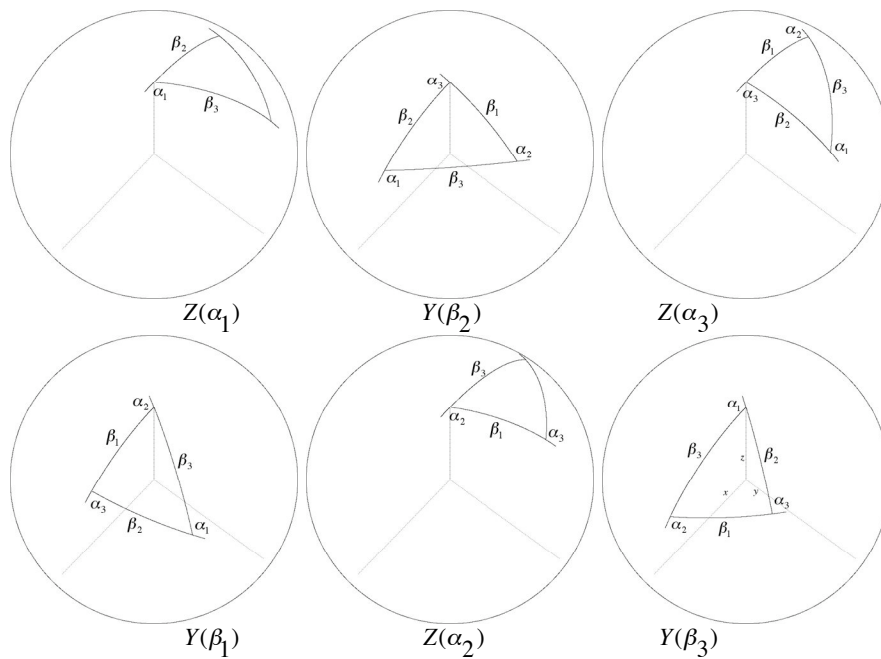 β₂ α₁ β₃
Z(α₁)
α₃ β₂ β₁ α₁ β₃ α₂
Y(β₂)
α₂ β₁ α₃ β₃ β₂ α₁
Z(α₃)
α₂ β₁ β₃ α₃ β₂ α₁
Y(β₁)
β₃ α₂ β₁ α₃
Z(α₂)
α₁ β₃ β₂ z x y α₃ α₂ β₁
Y(β₃)